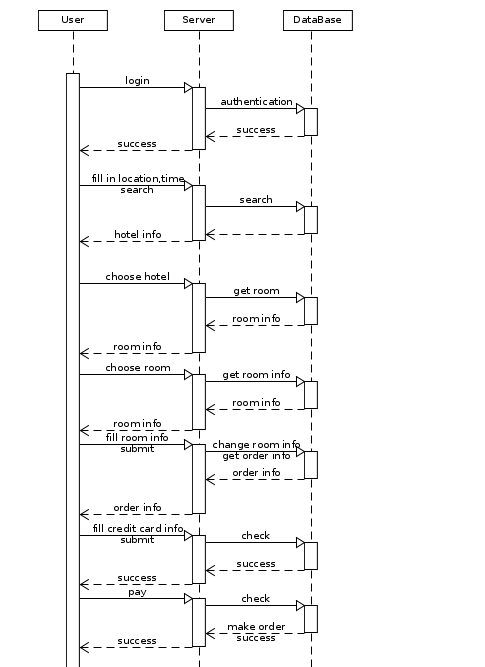 User Server DataBase
login
authentication
success
success
fill in location,time
search
search
hotel info
choose hotel
get room
room info
room info
choose room
get room info
room info
room info
fill room info
submit
change room info
get order info
order info
order info
fill credit card info
submit
check
success
success
pay
check
make order
success
success